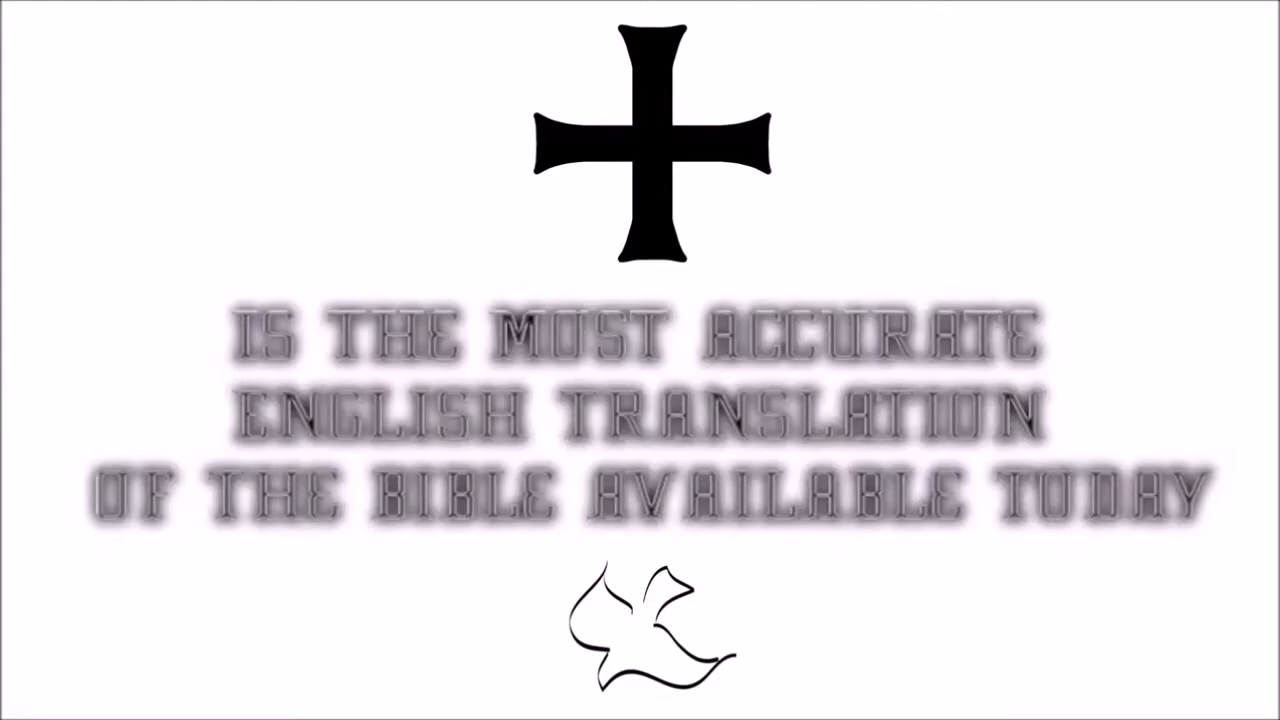 IS THE MOST ACCURATE
ENGLISH TRANSLATION
OF THE BIBLE AVAILABLE TODAY